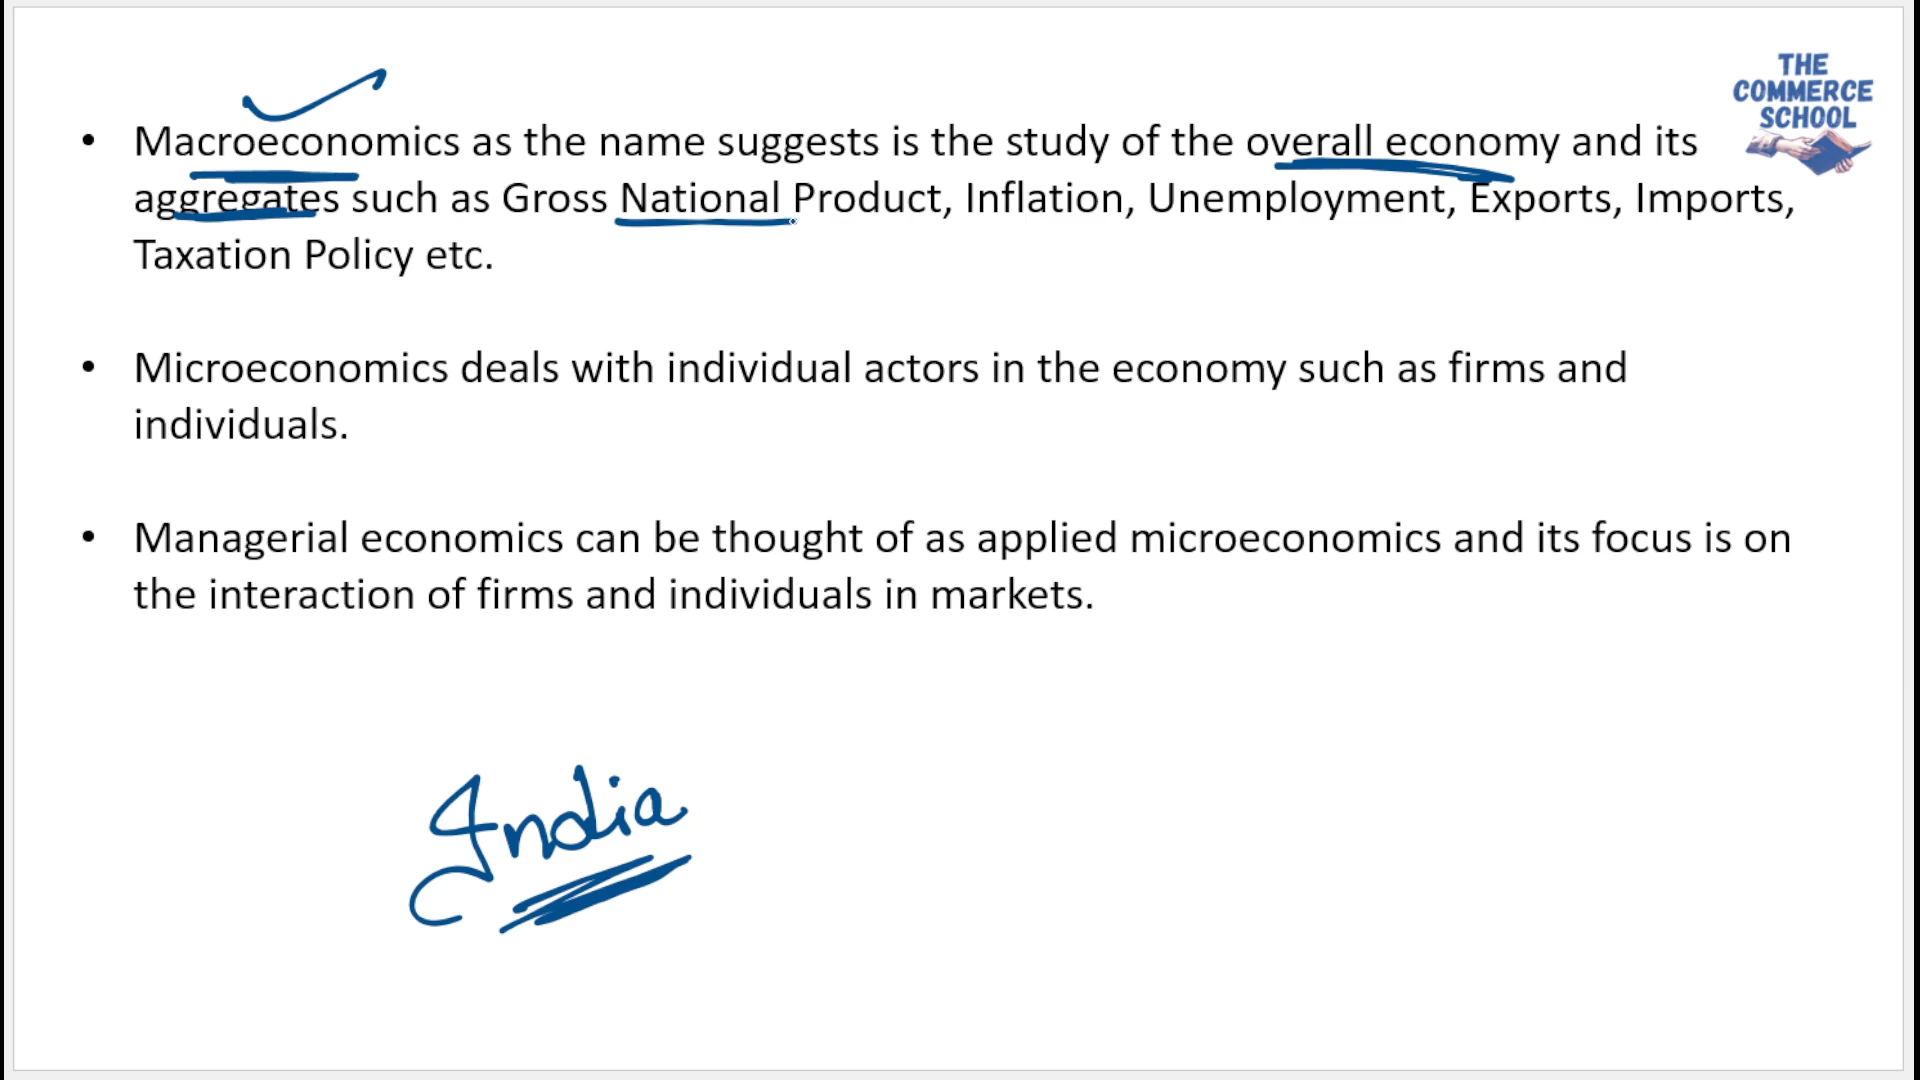 THE
COMMERCE
SCHOOL
• Macroeconomics as the name suggests is the study of the overall economy and its
aggregates such as Gross National Product, Inflation, Unemployment, Exports, Imports,
Taxation Policy etc.
• Microeconomics deals with individual actors in the economy such as firms and
individuals.
• Managerial economics can be thought of as applied microeconomics and its focus is on
the interaction of firms and individuals in markets.
India